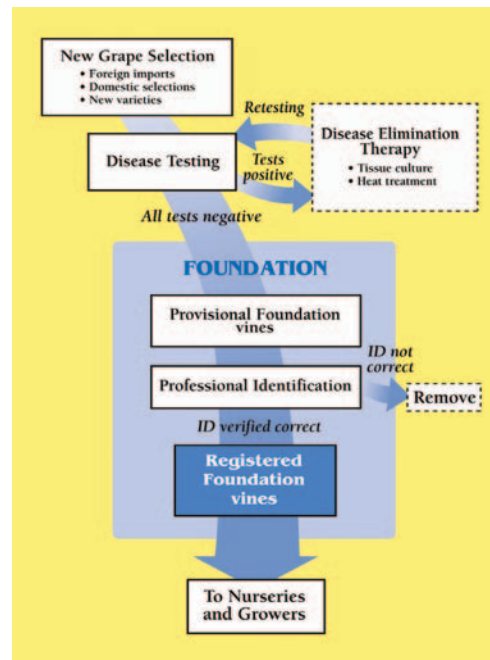 New Grape Selection
• Foreign imports
• Domestic selections
• New varieties
Retesting
Disease Testing
Disease Elimination
Therapy
• Tissue culture
• Heat treatment
Tests
positive
All tests negative
FOUNDATION
Provisional Foundation
vines
ID not
correct
Professional Identification
Remove
ID verified correct
Registered
Foundation
vines
To Nurseries
and Growers